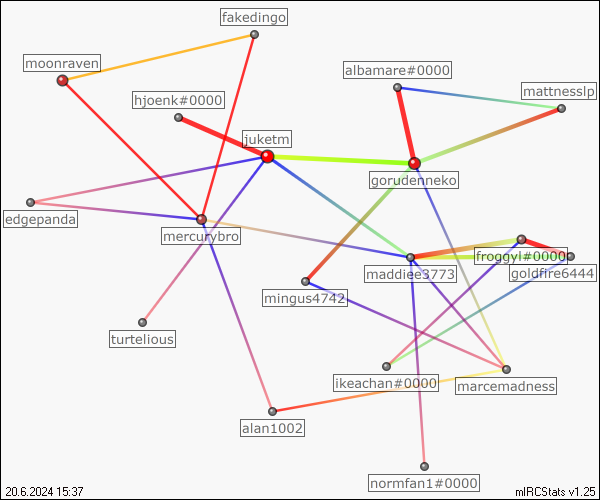 fakedingo
moonraven
albamare#0000
mattnesslp
hjoenk#0000
juketm
gorudenneko
edgepanda
mercurybro
froggyl#0000
maddiee3773
goldfire6444
mingus4742
turtelious
ikeachan#0000
marcemadness
alan1002
normfan1#0000
20.6.2024 15:37
mIRCStats v1.25